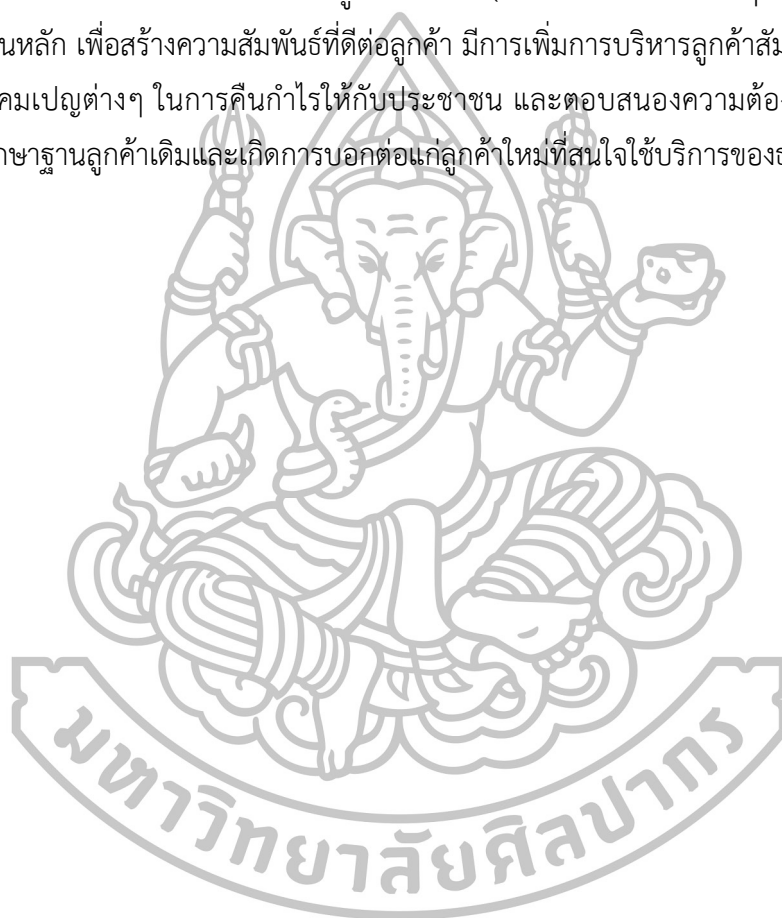 นหลัก เพื่อสร้างความสัมพันธ์ที่ดีต่อลูกค้า มีการเพิ่มการบริหารลูกค้าสัม
คมเปญต่างๆ ในการคืนกำไรให้กับประชาชน และตอบสนองความต้อ
กษาฐานลูกค้าเดิมและเกิดการบอกต่อแก่ลูกค้าใหม่ที่สนใจใช้บริการของธ
มหาวิทยาลัยศิลปากร